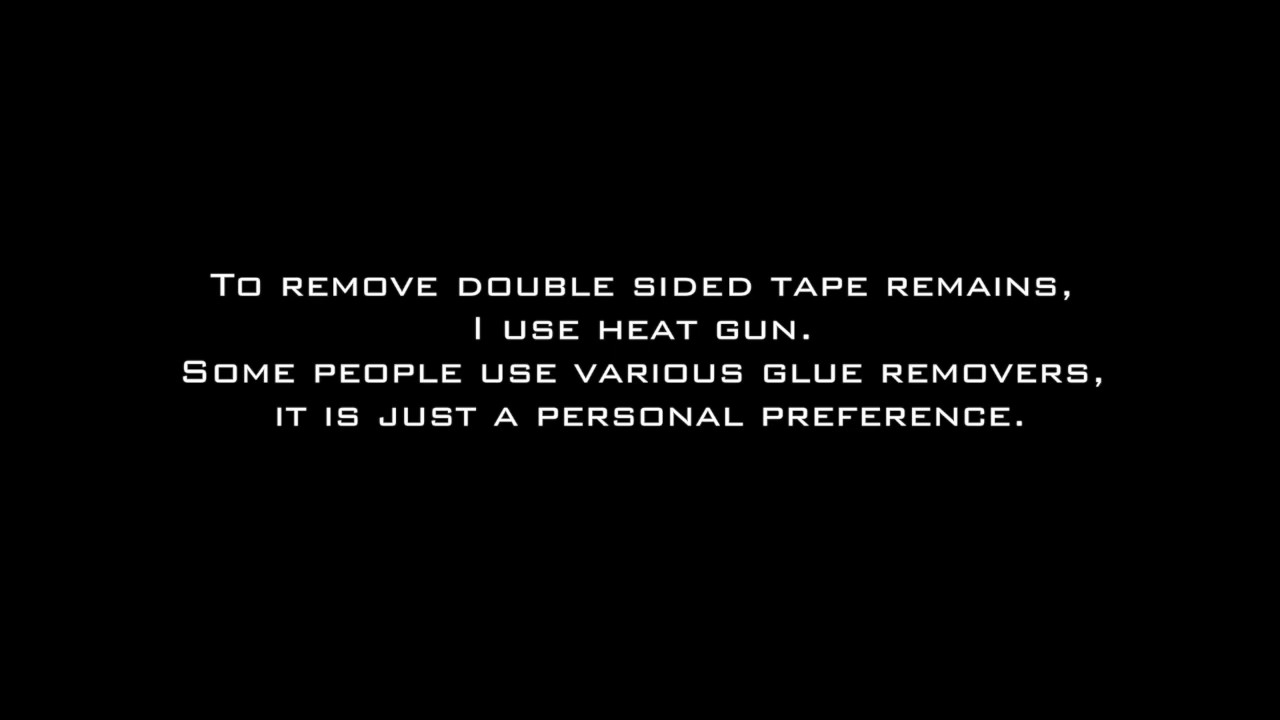 To remove double sided tape remains,
I use heat gun.
Some people use various glue removers,
it is just a personal preference.